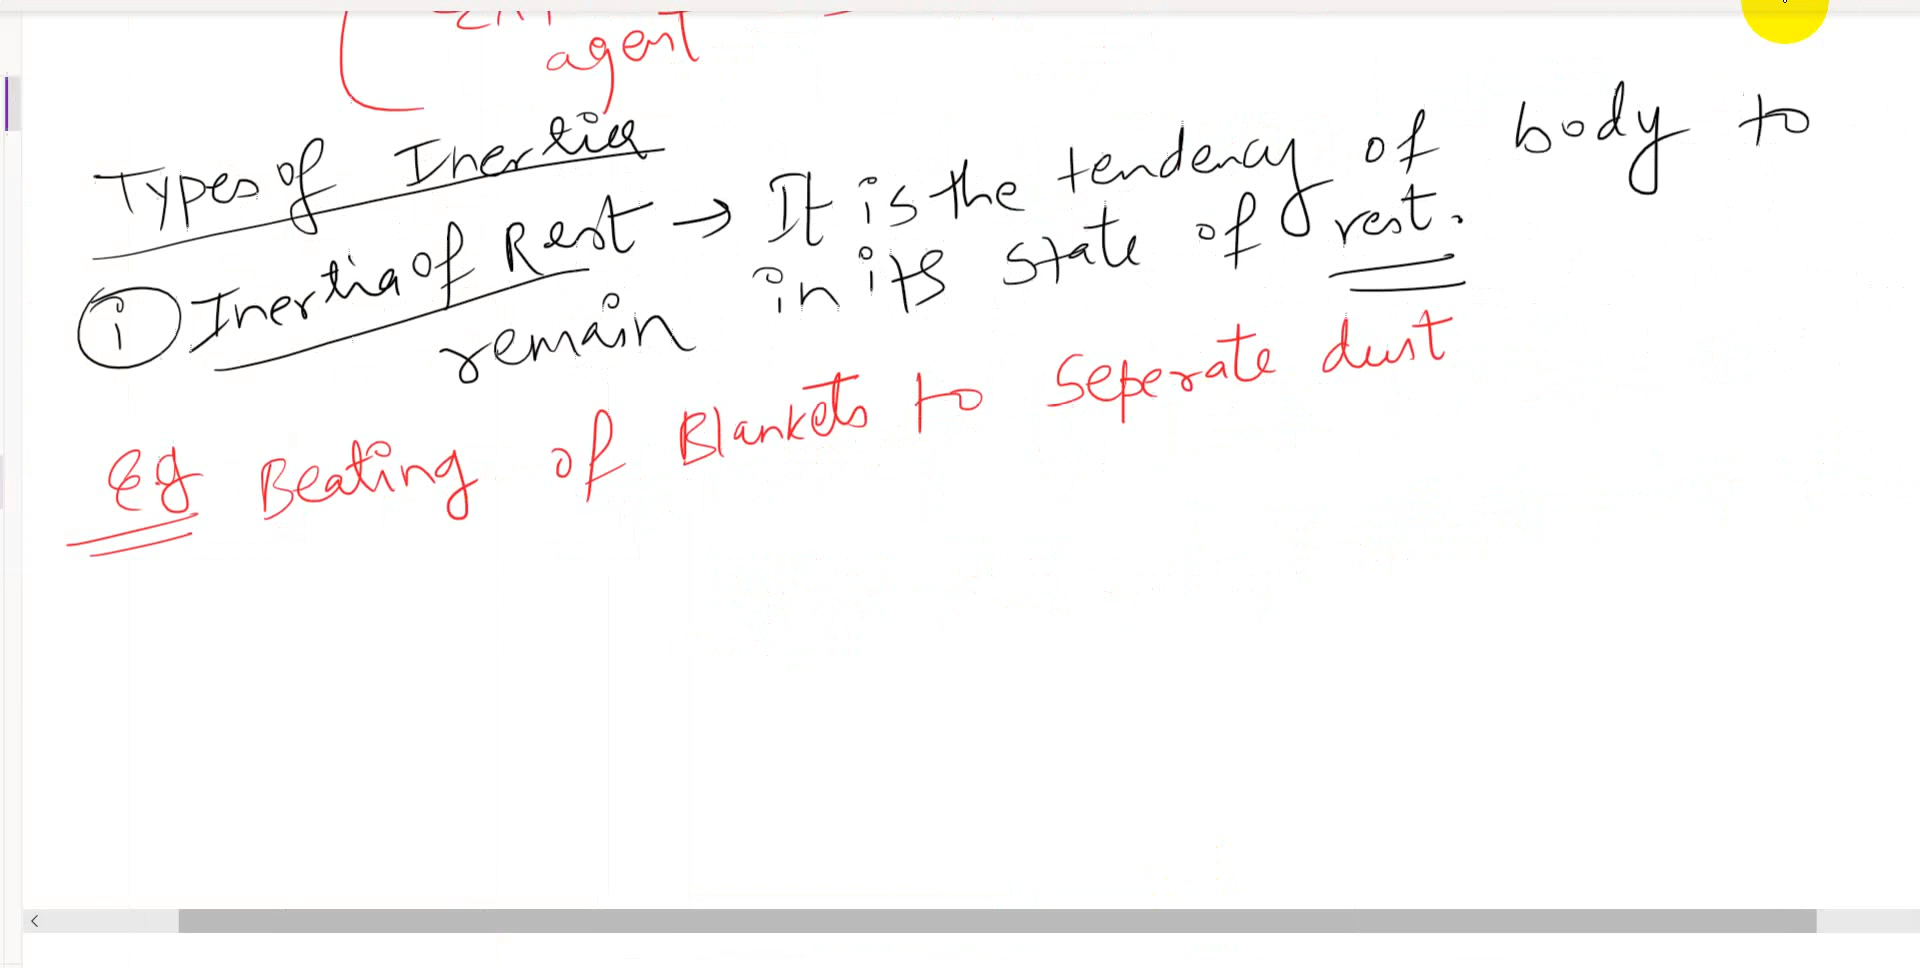 agent
Types of Inertia
(i) Inertia of Rest → It is the tendency of body to
remain in its state of rest.
Eg Beating of Blankets to Seperate dust